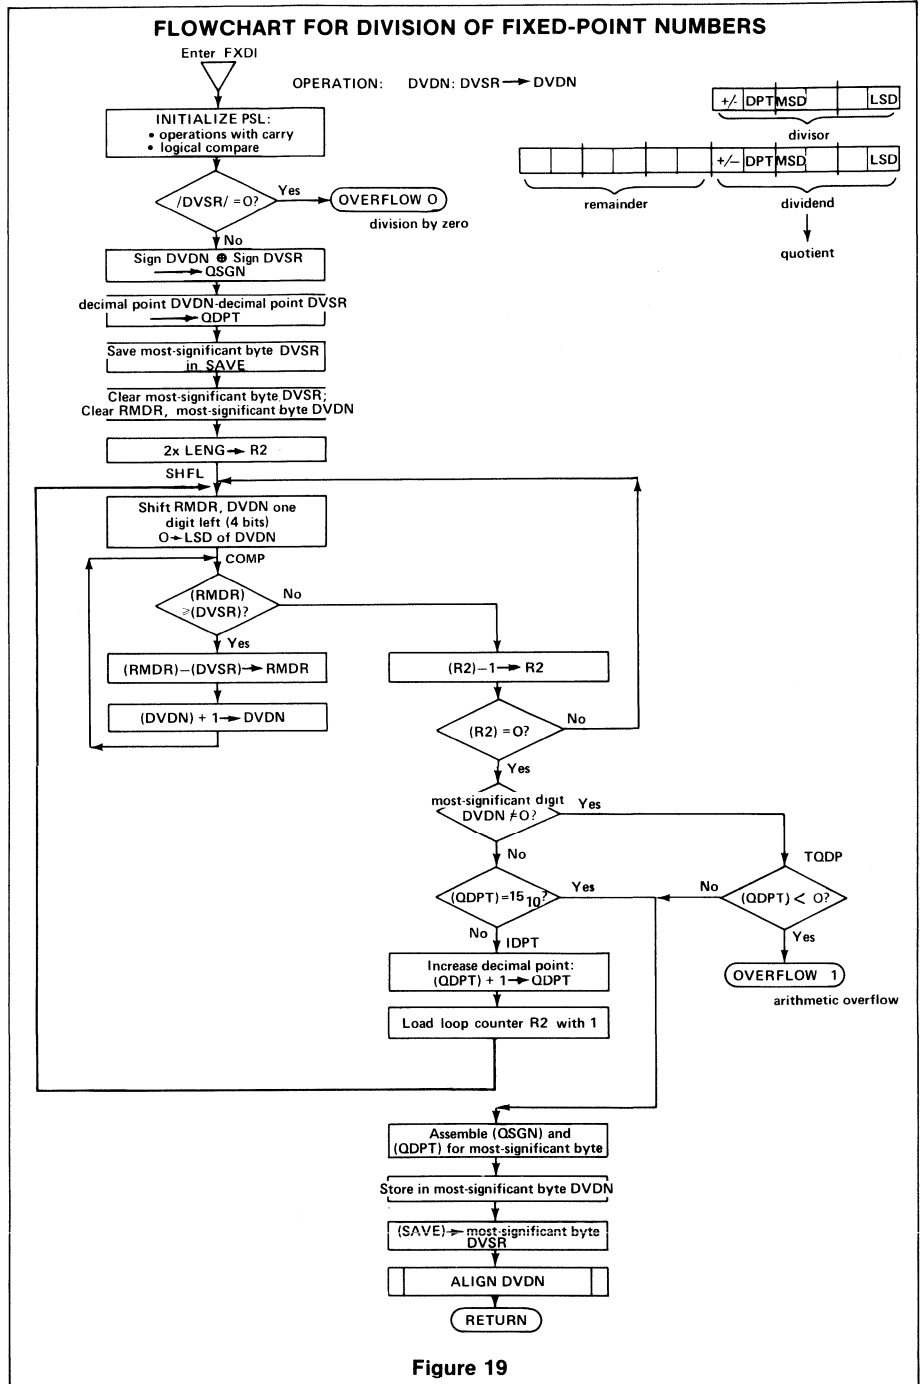 FLOWCHART FOR DIVISION OF FIXED-POINT NUMBERS
Enter FXDI
OPERATION: DVDN: DVSR → DVDN
+/- DPT MSD LSD
divisor
+/− DPT MSD LSD
remainder
dividend
quotient
INITIALIZE PSL:
• operations with carry
• logical compare
/DVSR/ = O?
Yes
OVERFLOW O
division by zero
No
Sign DVDN ⊕ Sign DVSR
→ QSGN
decimal point DVDN-decimal point DVSR
→ QDPT
Save most-significant byte DVSR
in SAVE
Clear most-significant byte DVSR;
Clear RMDR, most-significant byte DVDN
2x LENG → R2
SHFL
Shift RMDR, DVDN one
digit left (4 bits)
O → LSD of DVDN
COMP
(RMDR)
⩾(DVSR)?
No
Yes
(RMDR)−(DVSR) → RMDR
(DVDN) + 1 → DVDN
(R2)−1 → R2
(R2) = O?
No
Yes
most-significant digit
DVDN ≠O?
Yes
No
TQDP
(QDPT) < O?
No
Yes
OVERFLOW 1
arithmetic overflow
(QDPT) = 15₁₀?
Yes
No
IDPT
Increase decimal point:
(QDPT) + 1 → QDPT
Load loop counter R2 with 1
Assemble (QSGN) and
(QDPT) for most-significant byte
Store in most-significant byte DVDN
(SAVE) → most-significant byte
DVSR
ALIGN DVDN
RETURN
Figure 19